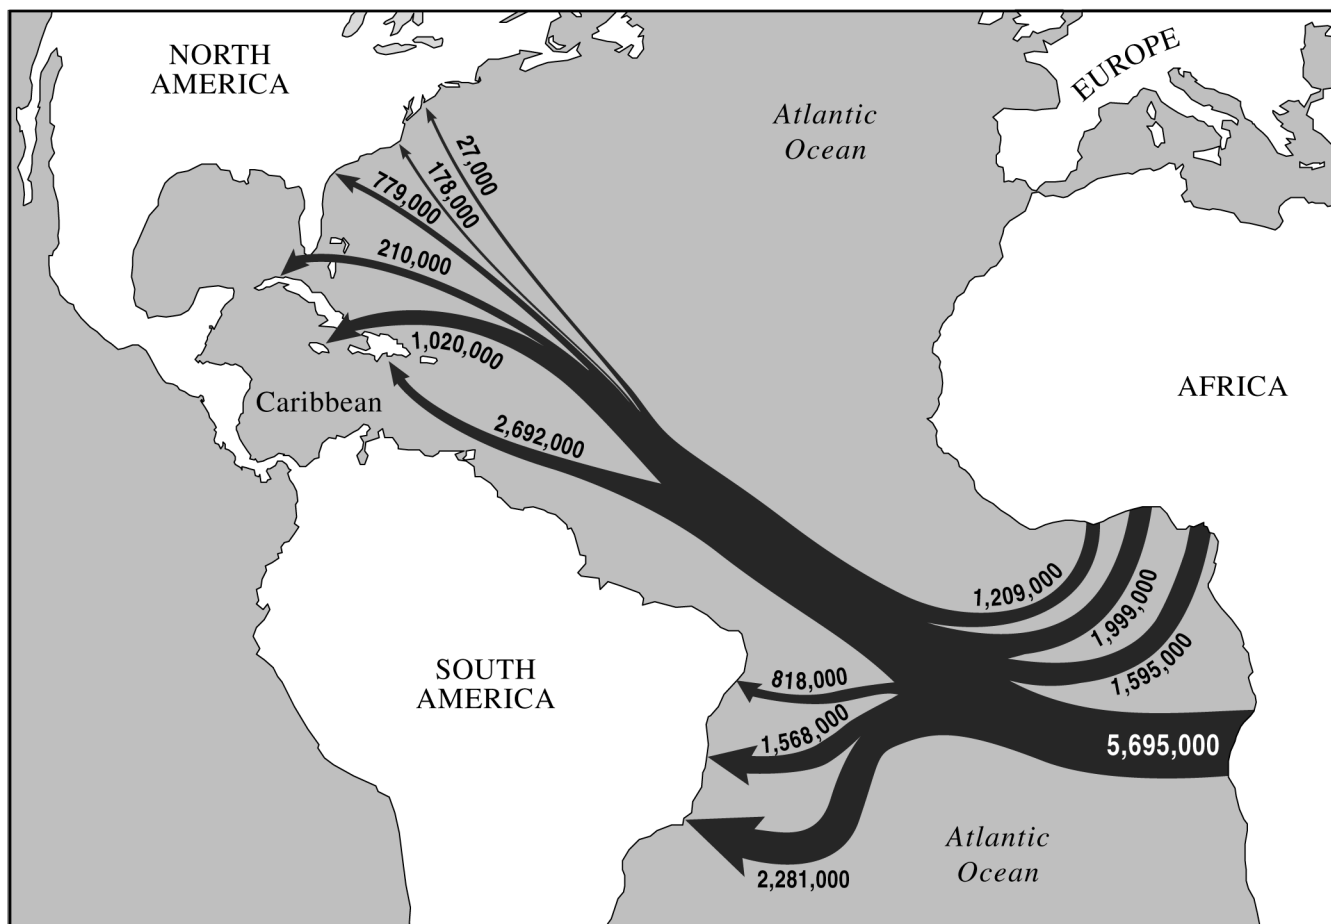 NORTH
AMERICA
EUROPE
Atlantic
Ocean
27,000
178,000
779,000
210,000
1,020,000
Caribbean
2,692,000
AFRICA
1,209,000
1,999,000
1,595,000
SOUTH
AMERICA
818,000
1,568,000
5,695,000
2,281,000
Atlantic
Ocean